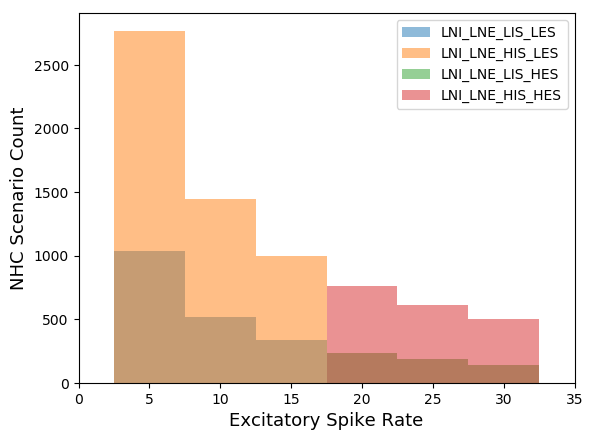 LNI_LNE_LIS_LES
LNI_LNE_HIS_LES
LNI_LNE_LIS_HES
LNI_LNE_HIS_HES
NHC Scenario Count
2500
2000
1500
1000
500
0
0 5 10 15 20 25 30 35
Excitatory Spike Rate